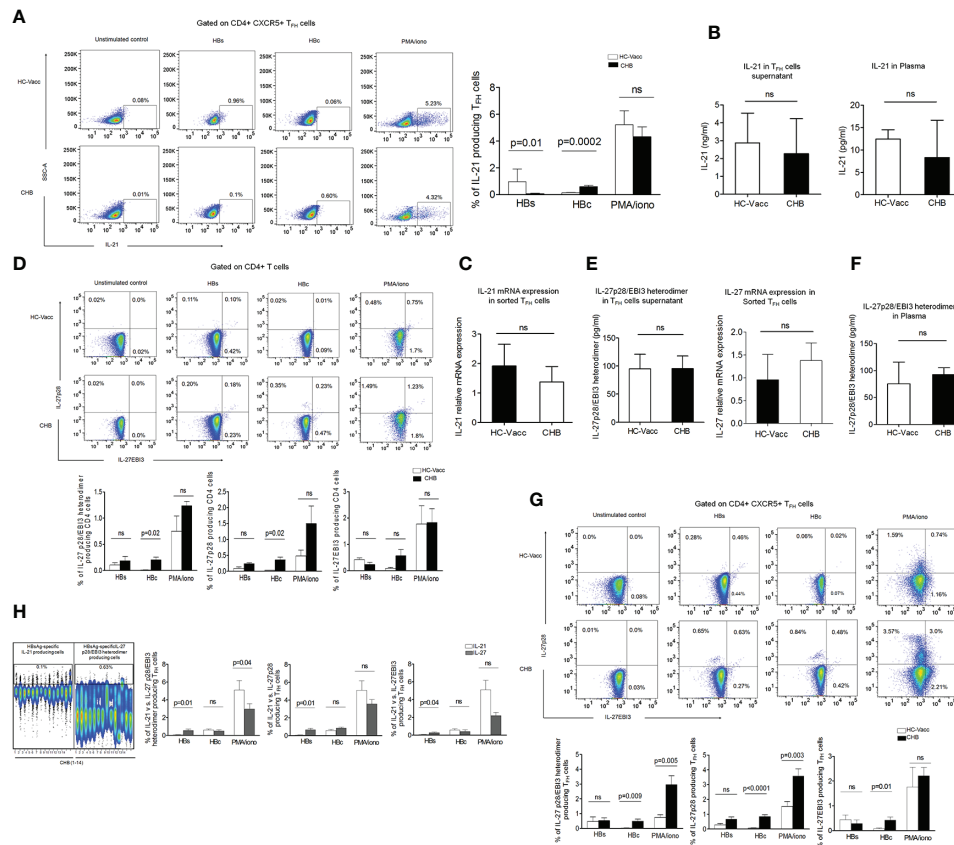 A
Gated on CD4+ CXCR5+ TFH cells
Unstimulated control
HBs
HBc
PMA/iono
HC-Vacc
250K
200K
150K
100K
50K
0
0.08%
0.96%
0.06%
5.23%
CHB
0.01%
0.1%
0.60%
4.32%
SSC-A
IL-21
% of IL-21 producing TFH cells
HC-Vacc
CHB
p=0.01
p=0.0002
ns
HBs
HBc
PMA/iono
B
IL-21 in TFH cells
supernatant
ns
IL-21 (ng/ml)
HC-Vacc
CHB
IL-21 in Plasma
ns
IL-21 (pg/ml)
HC-Vacc
CHB
D
Gated on CD4+ T cells
Unstimulated control
HBs
HBc
PMA/iono
HC-Vacc
0.02% 0.0%
0.02%
0.11% 0.10%
0.42%
0.02% 0.01%
0.09%
0.48% 0.75%
1.7%
CHB
0.02% 0.03%
0.0%
0.20% 0.18%
0.23%
0.35% 0.23%
0.47%
1.49% 1.23%
1.8%
IL-27p28
IL-27EBI3
HC-Vacc
CHB
% of IL-27 p28/EBI3 heterodimer
producing CD4 cells
ns
p=0.02
ns
HBs
HBc
PMA/iono
% of IL-27p28 producing CD4 cells
ns
p=0.02
ns
HBs
HBc
PMA/iono
% of IL-27EBI3 producing CD4 cells
ns
ns
ns
HBs
HBc
PMA/iono
C
IL-21 mRNA expression
in sorted TFH cells
ns
IL-21 relative mRNA expression
HC-Vacc
CHB
E
IL-27p28/EBI3 heterodimer
in TFH cells supernatant
ns
IL-27p28/EBI3 heterodimer (pg/ml)
HC-Vacc
CHB
IL-27 mRNA expression in
Sorted TFH cells
ns
IL-27 relative mRNA expression
HC-Vacc
CHB
F
IL-27p28/EBI3 heterodimer
in Plasma
ns
IL-27p28/EBI3 heterodimer (pg/ml)
HC-Vacc
CHB
G
Gated on CD4+ CXCR5+ TFH cells
Unstimulated control
HBs
HBc
PMA/iono
HC-Vacc
0.0% 0.0%
0.08%
0.28% 0.46%
0.44%
0.06% 0.02%
0.07%
1.59% 0.74%
1.16%
CHB
0.01% 0.0%
0.03%
0.65% 0.63%
0.27%
0.84% 0.48%
0.42%
3.57% 3.0%
2.21%
IL-27p28
IL-27EBI3
% of IL-27 p28/EBI3 heterodimer
producing TFH cells
ns
p=0.009
p=0.005
HBs
HBc
PMA/iono
% of IL-27p28 producing TFH cells
ns
p<0.0001
p=0.003
HBs
HBc
PMA/iono
% of IL-27EBI3 producing TFH cells
ns
p=0.01
ns
HBs
HBc
PMA/iono
HC-Vacc
CHB
H
HBsAg-specific
IL-21 producing cells
0.1%
HBsAg-specificIL-27
p28/EBI3 heterodimer
producing cells
0.63%
CHB (1-14)
% of IL-21 vs. IL-27 p28/EBI3
heterodimer producing TFH cells
p=0.01
ns
p=0.04
HBs
HBc
PMA/iono
% of IL-21 vs. IL-27p28
producing TFH cells
p=0.01
ns
ns
HBs
HBc
PMA/iono
% of IL-21 vs. IL-27EBI3
producing TFH cells
p=0.04
ns
ns
HBs
HBc
PMA/iono
IL-21
IL-27